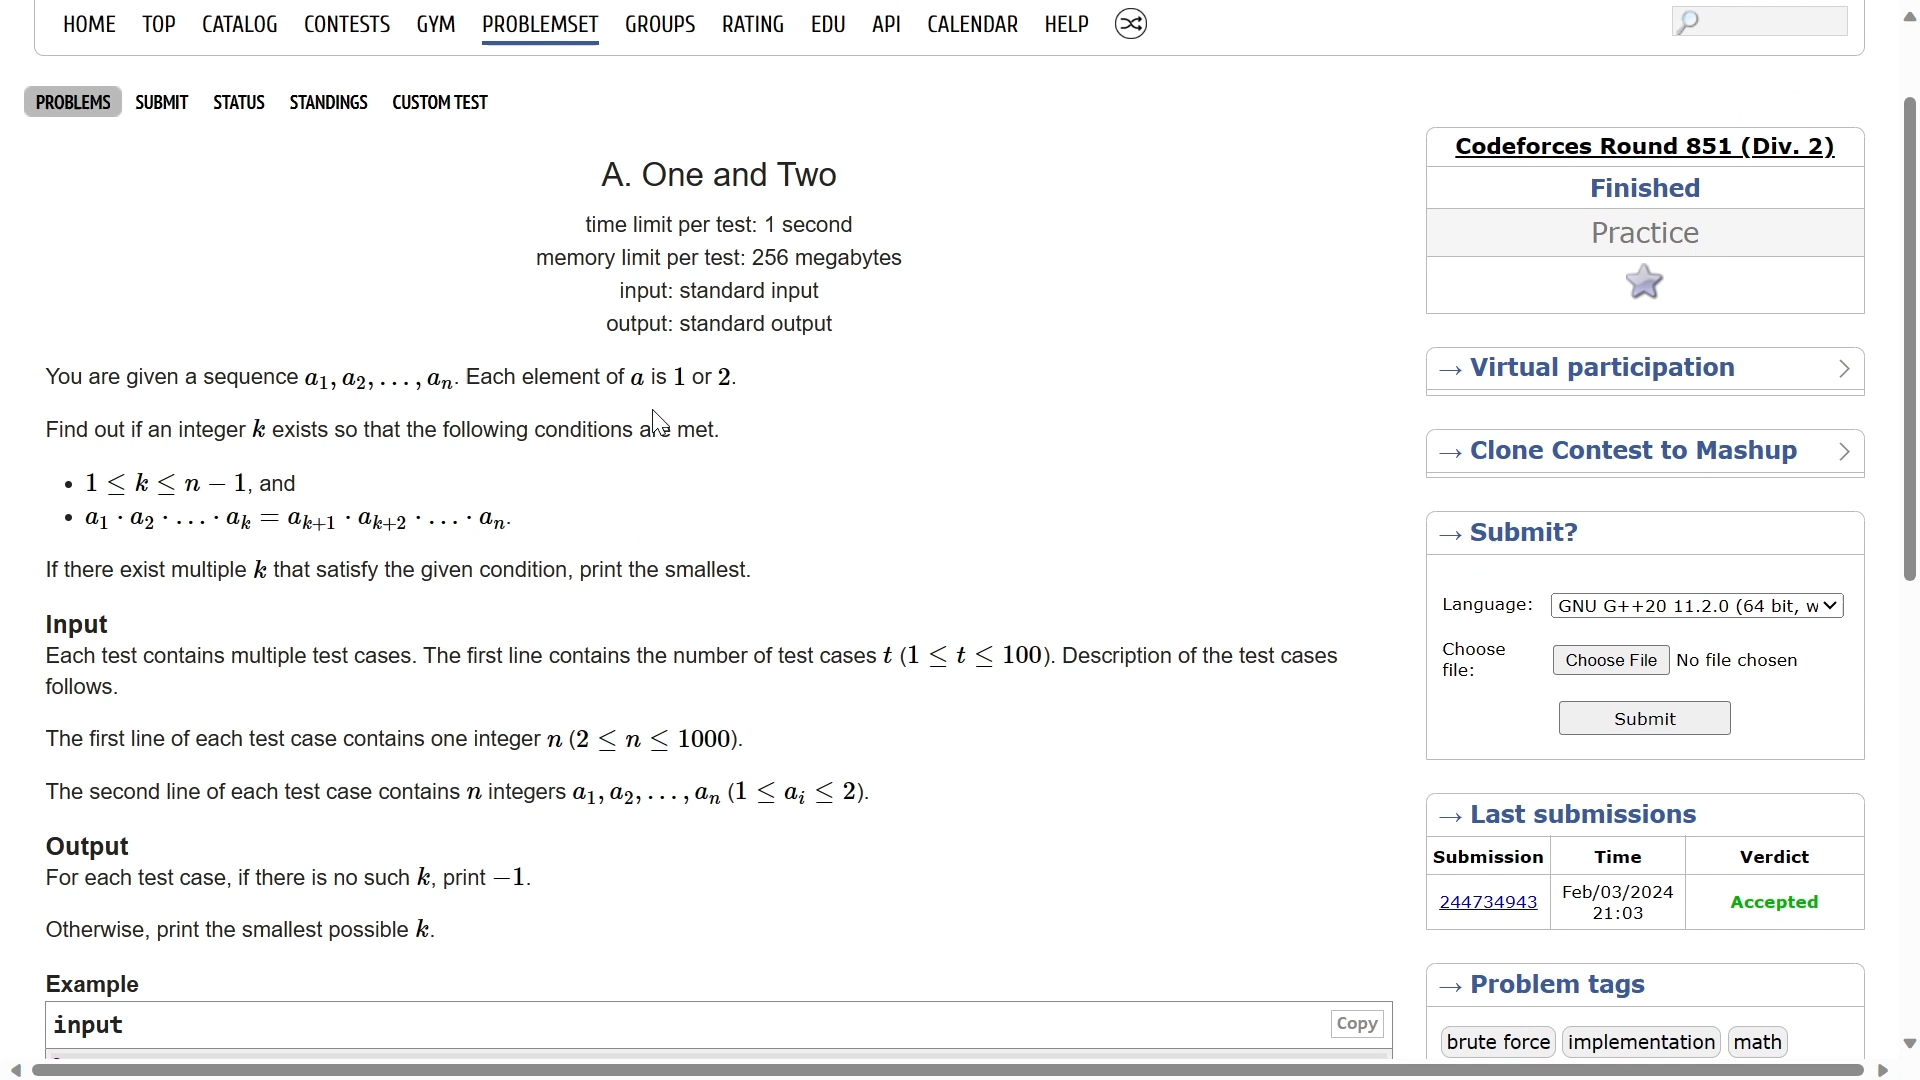 HOME TOP CATALOG CONTESTS GYM PROBLEMSET GROUPS RATING EDU API CALENDAR HELP
PROBLEMS SUBMIT STATUS STANDINGS CUSTOM TEST
A. One and Two
time limit per test: 1 second
memory limit per test: 256 megabytes
input: standard input
output: standard output
You are given a sequence a₁, a₂, …, aₙ. Each element of a is 1 or 2.
Find out if an integer k exists so that the following conditions are met.
• 1 ≤ k ≤ n − 1, and
• a₁ · a₂ · … · aₖ = aₖ₊₁ · aₖ₊₂ · … · aₙ.
If there exist multiple k that satisfy the given condition, print the smallest.
Input
Each test contains multiple test cases. The first line contains the number of test cases t (1 ≤ t ≤ 100). Description of the test cases
follows.
The first line of each test case contains one integer n (2 ≤ n ≤ 1000).
The second line of each test case contains n integers a₁, a₂, …, aₙ (1 ≤ aᵢ ≤ 2).
Output
For each test case, if there is no such k, print −1.
Otherwise, print the smallest possible k.
Example
input Copy
Codeforces Round 851 (Div. 2)
Finished
Practice
→ Virtual participation
→ Clone Contest to Mashup
→ Submit?
Language: GNU G++20 11.2.0 (64 bit, w
Choose
file: Choose File No file chosen
Submit
→ Last submissions
Submission Time Verdict
244734943 Feb/03/2024 Accepted
21:03
→ Problem tags
brute force implementation math